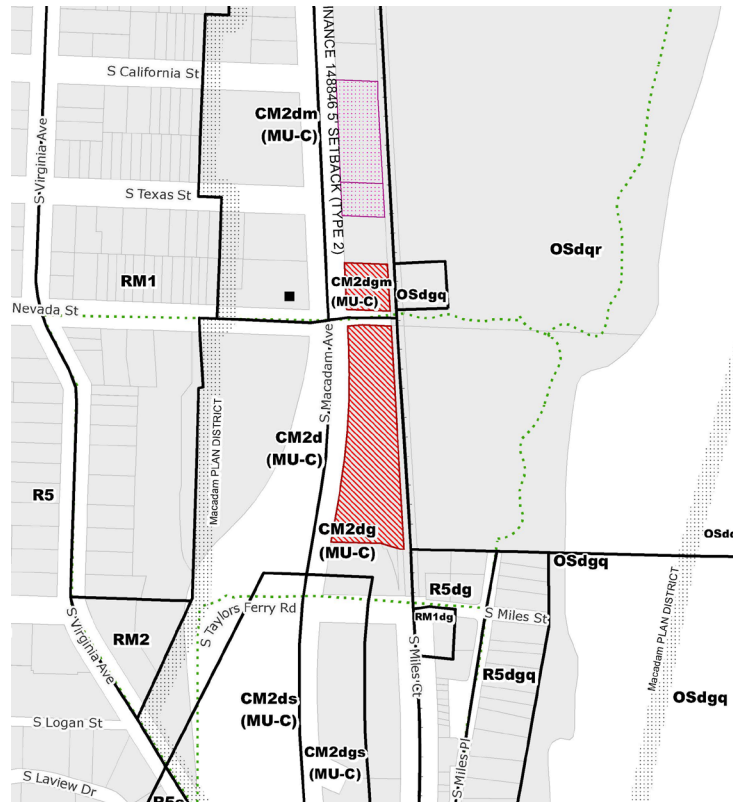 INANCE 148846 5' SETBACK (TYPE 2)
S California St
CM2dm
(MU-C)
S Virginia Ave
S Texas St
OSdqr
RM1
CM2dgm
(MU-C)
OSdgq
Nevada St
S Macadam Ave
Macadam PLAN DISTRICT
CM2d
(MU-C)
R5
CM2dg
(MU-C)
OSdgq
R5dg
S Taylors Ferry Rd
RM1dg
S Miles St
Macadam PLAN DISTRICT
S Virginia Ave
RM2
S Miles Ct
R5dgq
CM2ds
(MU-C)
OSdgq
S Logan St
CM2dgs
(MU-C)
S Miles Pl
S Laview Dr